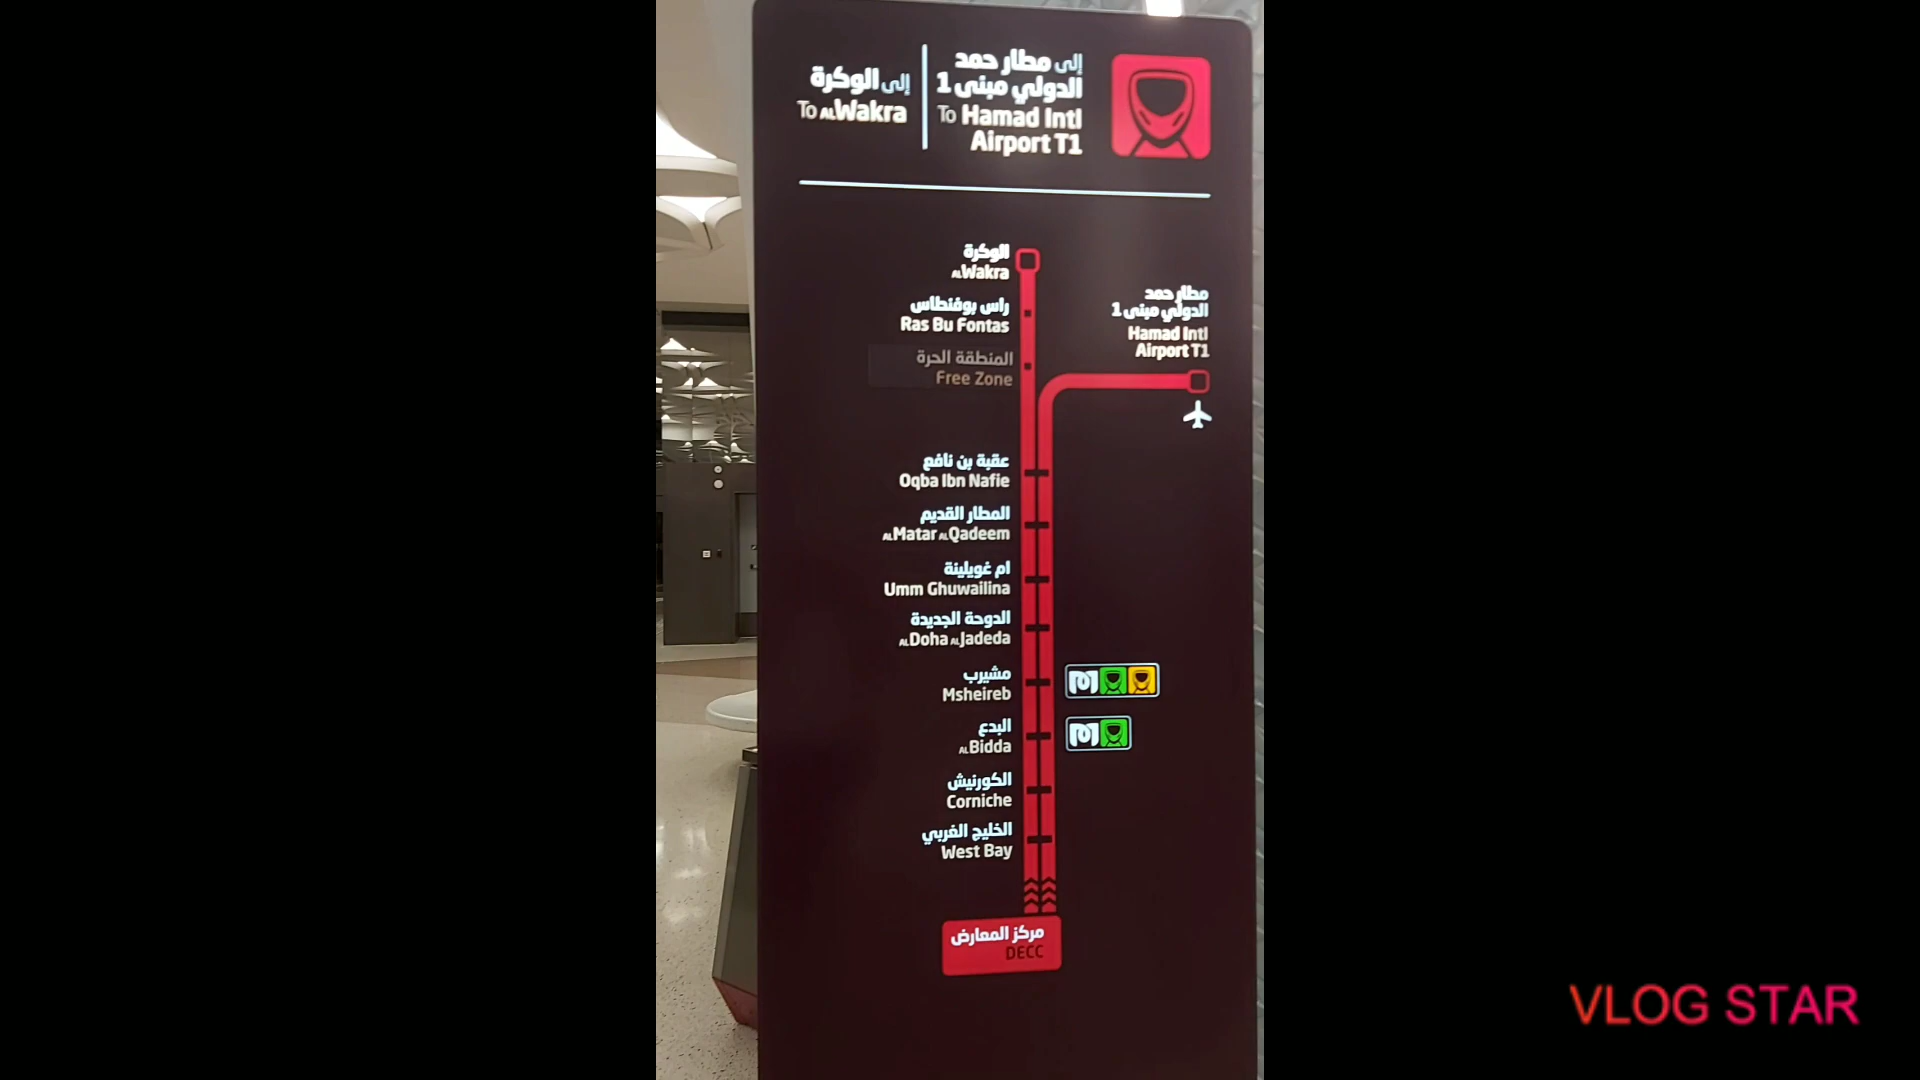 إلى مطار حمد
الدولي مبنى 1
To Hamad Intl
Airport T1
إلى الوكرة
To AL Wakra
الوكرة
AL Wakra
راس بوفنطاس
Ras Bu Fontas
المنطقة الحرة
Free Zone
مطار حمد
الدولي مبنى 1
Hamad Intl
Airport T1
عقبة بن نافع
Oqba Ibn Nafie
المطار القديم
AL Matar AL Qadeem
ام غويلينة
Umm Ghuwailina
الدوحة الجديدة
AL Doha AL Jadeda
مشيرب
Msheireb
البدع
AL Bidda
الكورنيش
Corniche
الخليج الغربي
West Bay
مركز المعارض
DECC
VLOG STAR